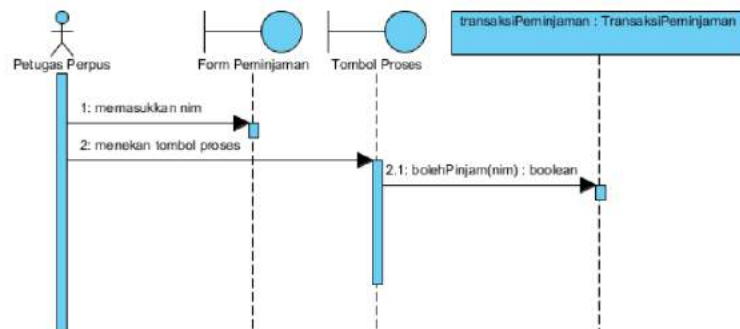 transaksiPeminjaman : TransaksiPeminjaman
Petugas Perpus
Form Peminjaman
Tombol Proses
1: memasukkan nim
2: menekan tombol proses
2.1: bolehPinjam(nim) : boolean